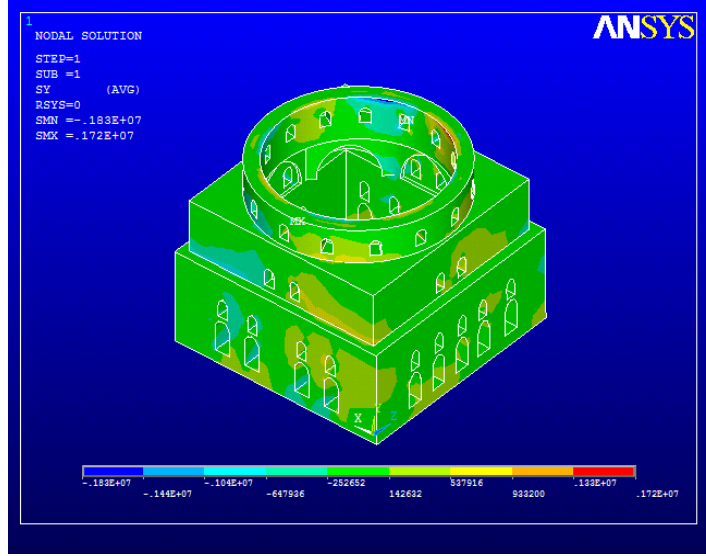 1
ANSYS
NODAL SOLUTION
STEP=1
SUB =1
SY (AVG)
RSYS=0
SMN =-.183E+07
SMX =.172E+07
MN
MX
X
Y
Z
-.183E+07 -.104E+07 -252652 537916 .133E+07
-.144E+07 -647936 142632 933200 .172E+07